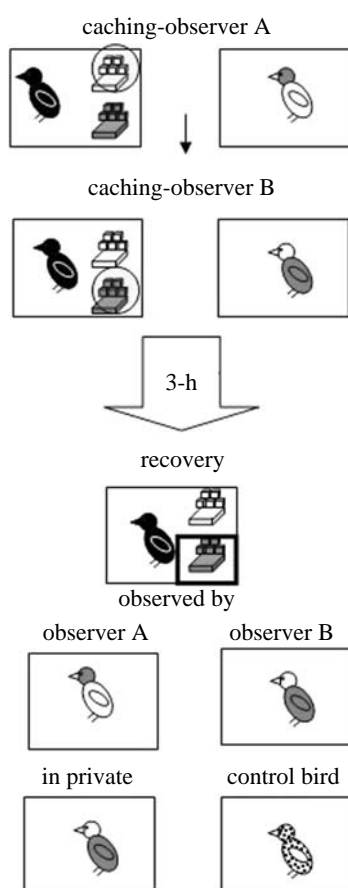 caching-observer A
caching-observer B
3-h
recovery
observed by
observer A
observer B
in private
control bird